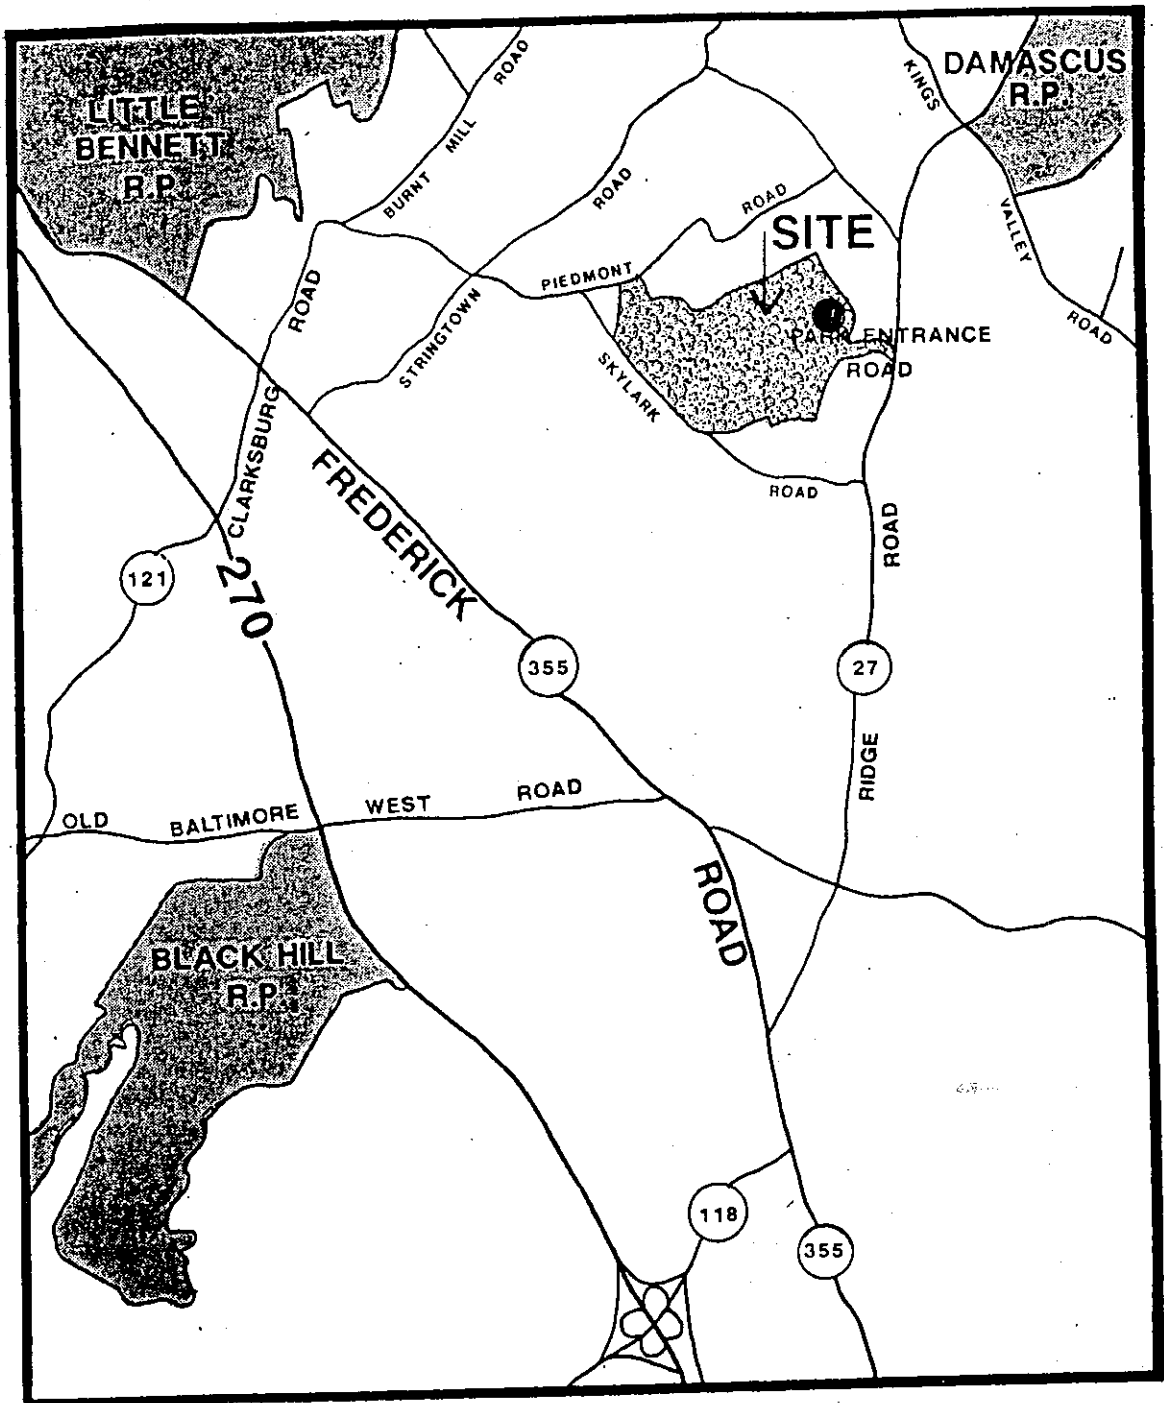 LITTLE
BENNETT
R.P.
ROAD
MILL
BURNT
KINGS
DAMASCUS
R.P.
VALLEY
ROAD
ROAD
ROAD
SITE
PIEDMONT
PARK ENTRANCE
ROAD
SKYLARK
ROAD
STRINGTOWN
ROAD
CLARKSBURG
FREDERICK
270
121
355
ROAD
27
RIDGE
OLD BALTIMORE WEST ROAD
ROAD
BLACK HILL
R.P.
118
355